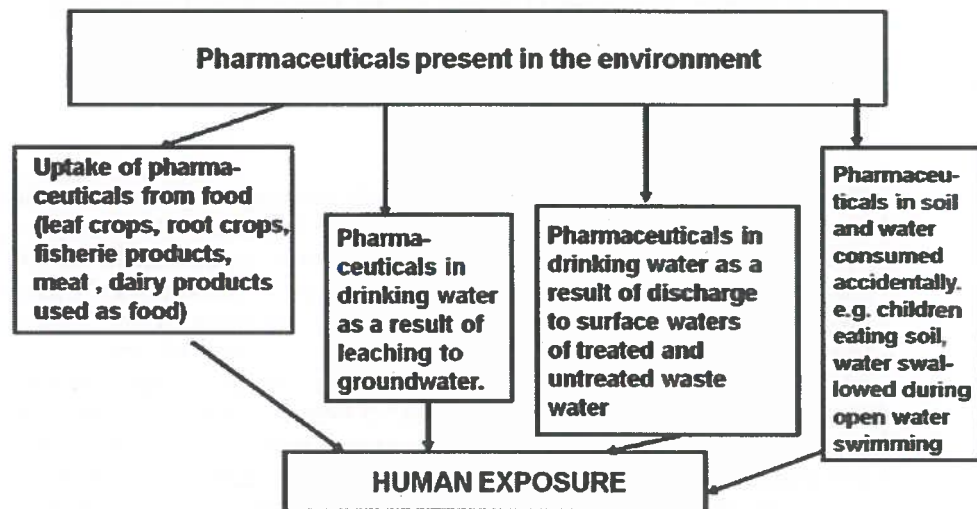 Pharmaceuticals present in the environment
Uptake of pharma-
ceuticals from food
(leaf crops, root crops,
fisherie products,
meat , dairy products
used as food)
Pharma-
ceuticals in
drinking water
as a result of
leaching to
groundwater.
Pharmaceuticals in
drinking water as a
result of discharge
to surface waters
of treated and
untreated waste
water
Pharmaceu-
ticals in soil
and water
consumed
accidentally.
e.g. children
eating soil,
water swal-
lowed during
open water
swimming
HUMAN EXPOSURE